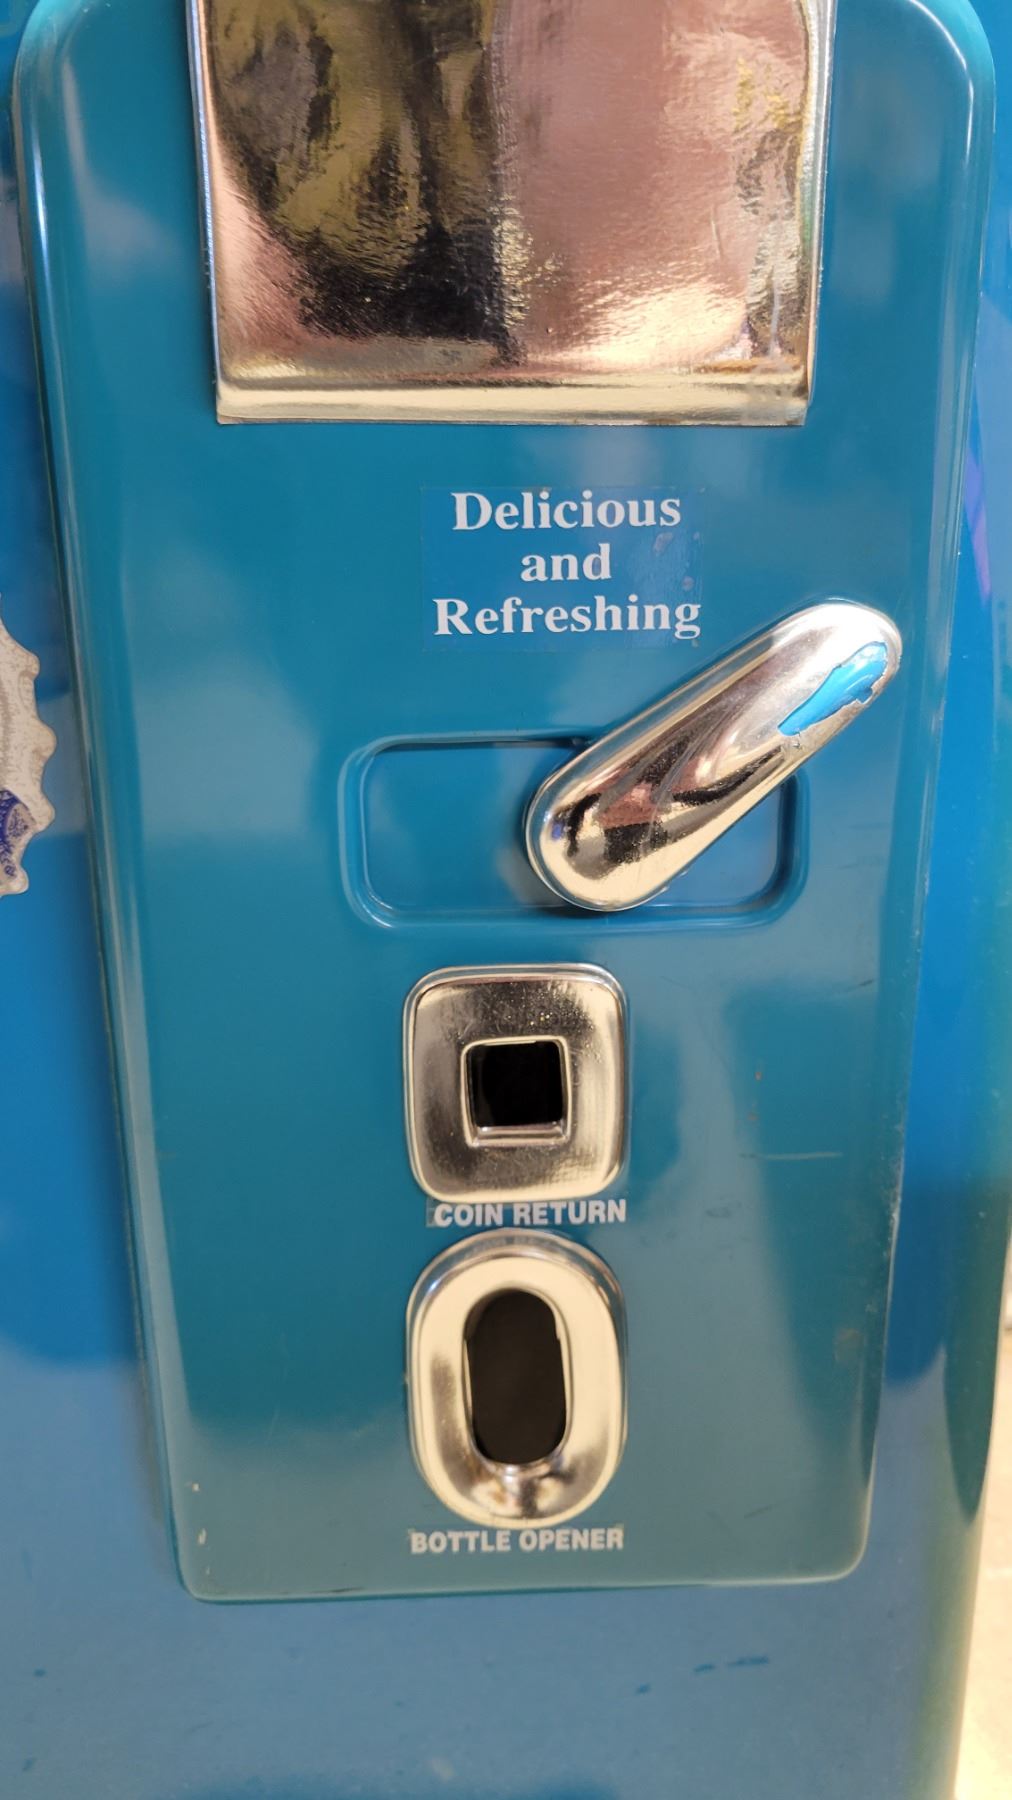 Delicious
and
Refreshing
COIN RETURN
BOTTLE OPENER